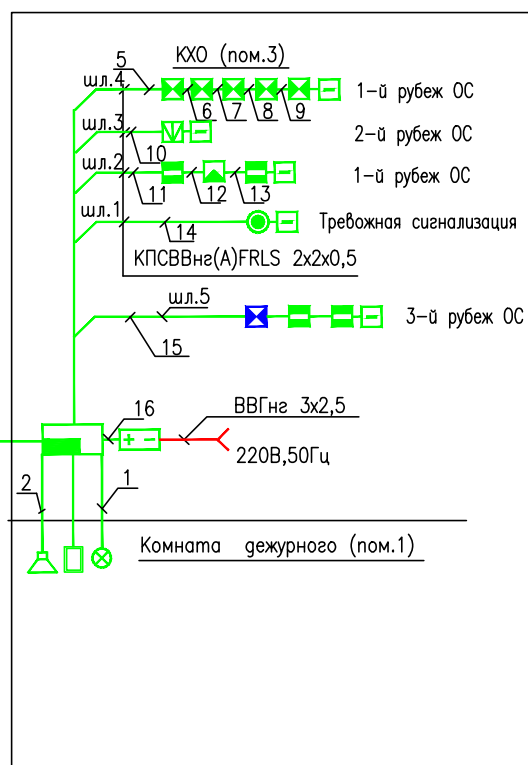 КХО (пом.3)
5
шл.4
1-й рубеж ОС
6 7 8 9
шл.3
2-й рубеж ОС
10
шл.2
1-й рубеж ОС
11 12 13
шл.1
Тревожная сигнализация
14
КПСВВнг(А)FRLS 2х2х0,5
шл.5
3-й рубеж ОС
15
16
ВВГнг 3х2,5
+ -
220В,50Гц
2
1
Комната дежурного (пом.1)